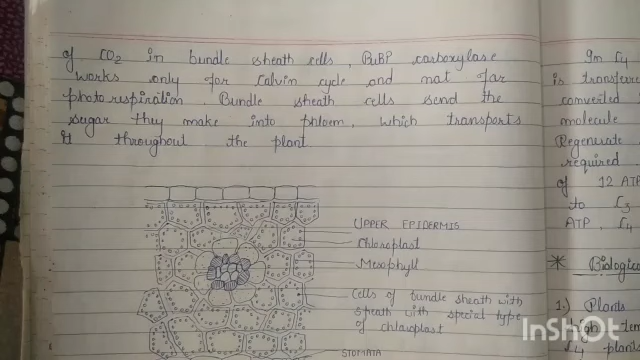 of CO2 in bundle sheath cells, RuBP carboxylase
works only for Calvin cycle and not for
photorespiration. Bundle sheath cells send the
sugar they make into phloem, which transports
it throughout the plant
UPPER EPIDERMIS
Chloroplast
Mesophyll
Cells of bundle sheath with
sheath with special type
of chloroplast
STOMATA
In C4
is transfere
converted
molecule
Regenerate
required
of 12 ATP
to C3
ATP, C4
* Biologica
1.) Plants
high tem
C4 plants
InShOt